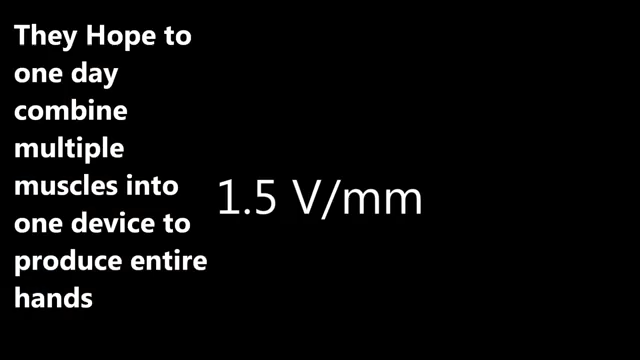 They Hope to
one day
combine
multiple
muscles into
one device to
produce entire
hands
1.5 V/mm